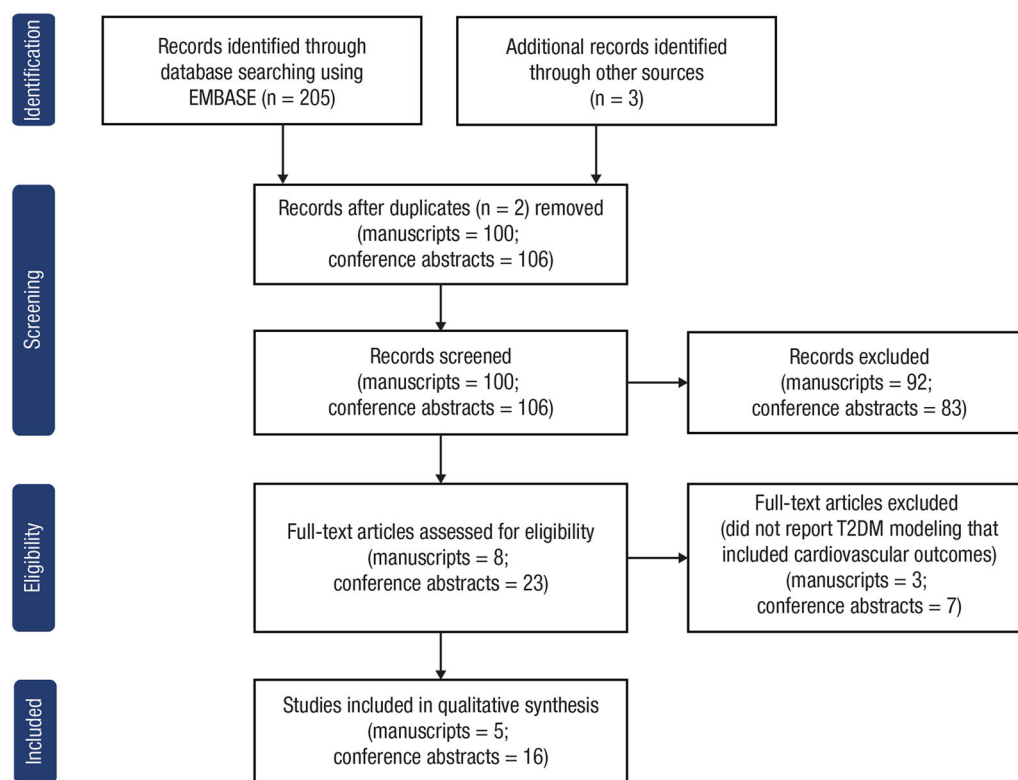 Identification
Records identified through
database searching using
EMBASE (n = 205)
Additional records identified
through other sources
(n = 3)
Screening
Records after duplicates (n = 2) removed
(manuscripts = 100;
conference abstracts = 106)
Records screened
(manuscripts = 100;
conference abstracts = 106)
Records excluded
(manuscripts = 92;
conference abstracts = 83)
Eligibility
Full-text articles assessed for eligibility
(manuscripts = 8;
conference abstracts = 23)
Full-text articles excluded
(did not report T2DM modeling that
included cardiovascular outcomes)
(manuscripts = 3;
conference abstracts = 7)
Included
Studies included in qualitative synthesis
(manuscripts = 5;
conference abstracts = 16)